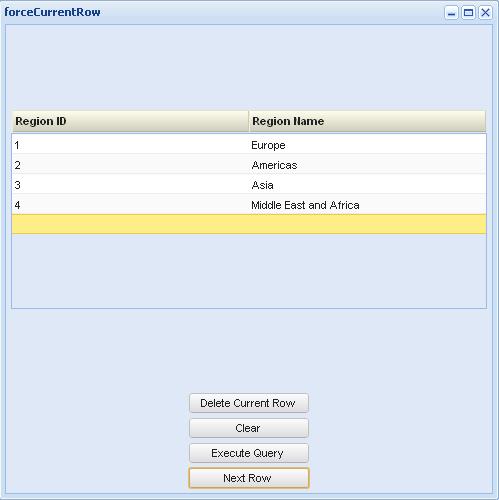 forceCurrentRow
Region ID Region Name
1 Europe
2 Americas
3 Asia
4 Middle East and Africa
Delete Current Row
Clear
Execute Query
Next Row